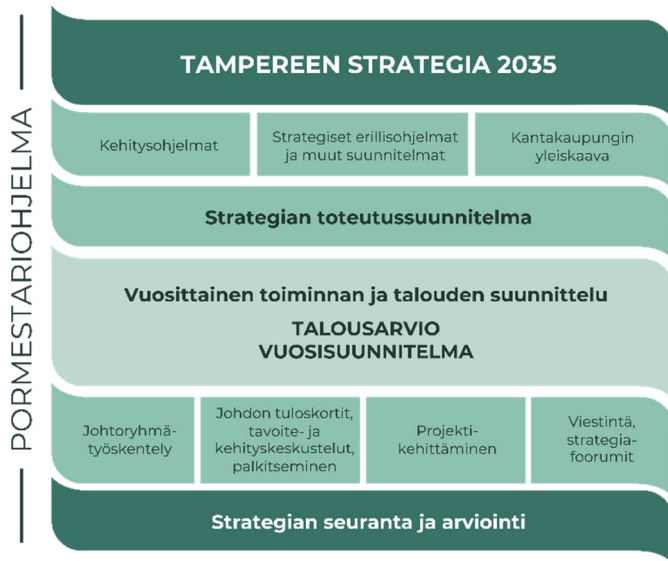 PORMESTARIOHJELMA
TAMPEREEN STRATEGIA 2035
Kehitysohjelmat
Strategiset erillisohjelmat
ja muut suunnitelmat
Kantakaupungin
yleiskaava
Strategian toteutussuunnitelma
Vuosittainen toiminnan ja talouden suunnittelu
TALOUSARVIO
VUOSISUUNNITELMA
Johtoryhmä-
työskentely
Johdon tuloskortit,
tavoite- ja
kehityskeskustelut,
palkitseminen
Projekti-
kehittäminen
Viestintä,
strategia-
foorumit
Strategian seuranta ja arviointi